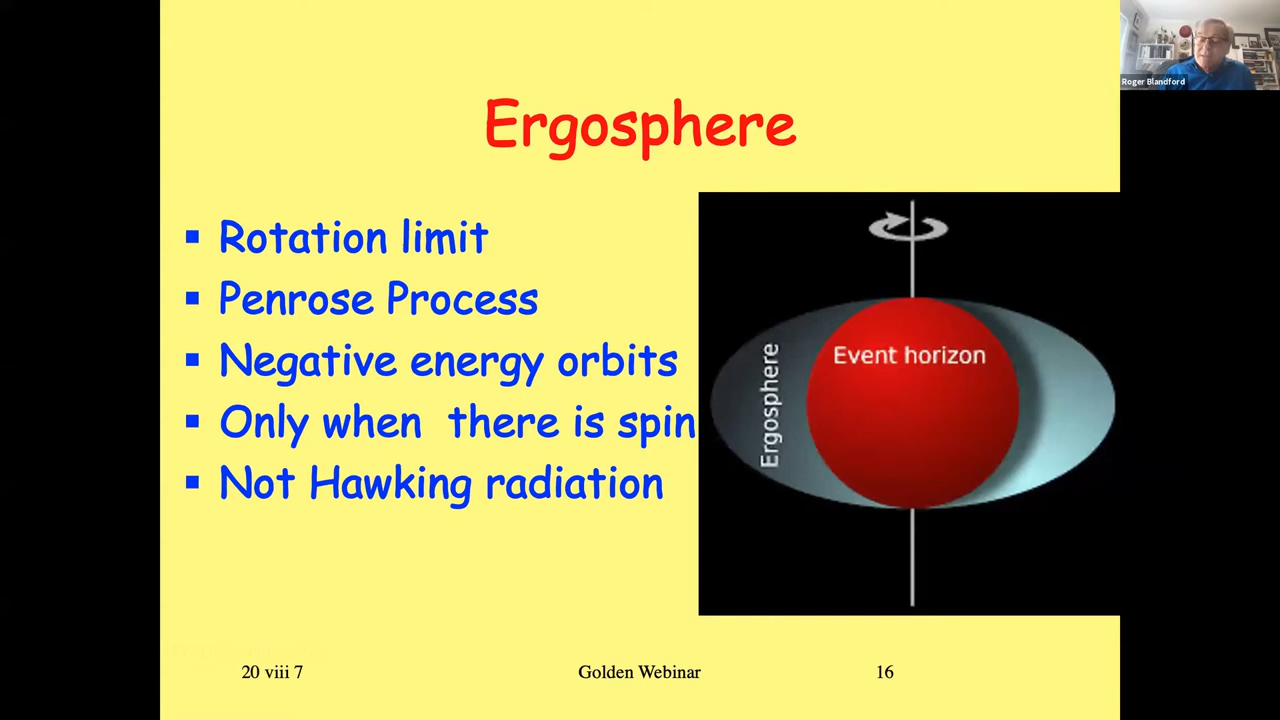 Roger Blandford
Ergosphere
▪ Rotation limit
▪ Penrose Process
▪ Negative energy orbits
▪ Only when there is spin
▪ Not Hawking radiation
Event horizon
Ergosphere
20 viii 7
Golden Webinar
16